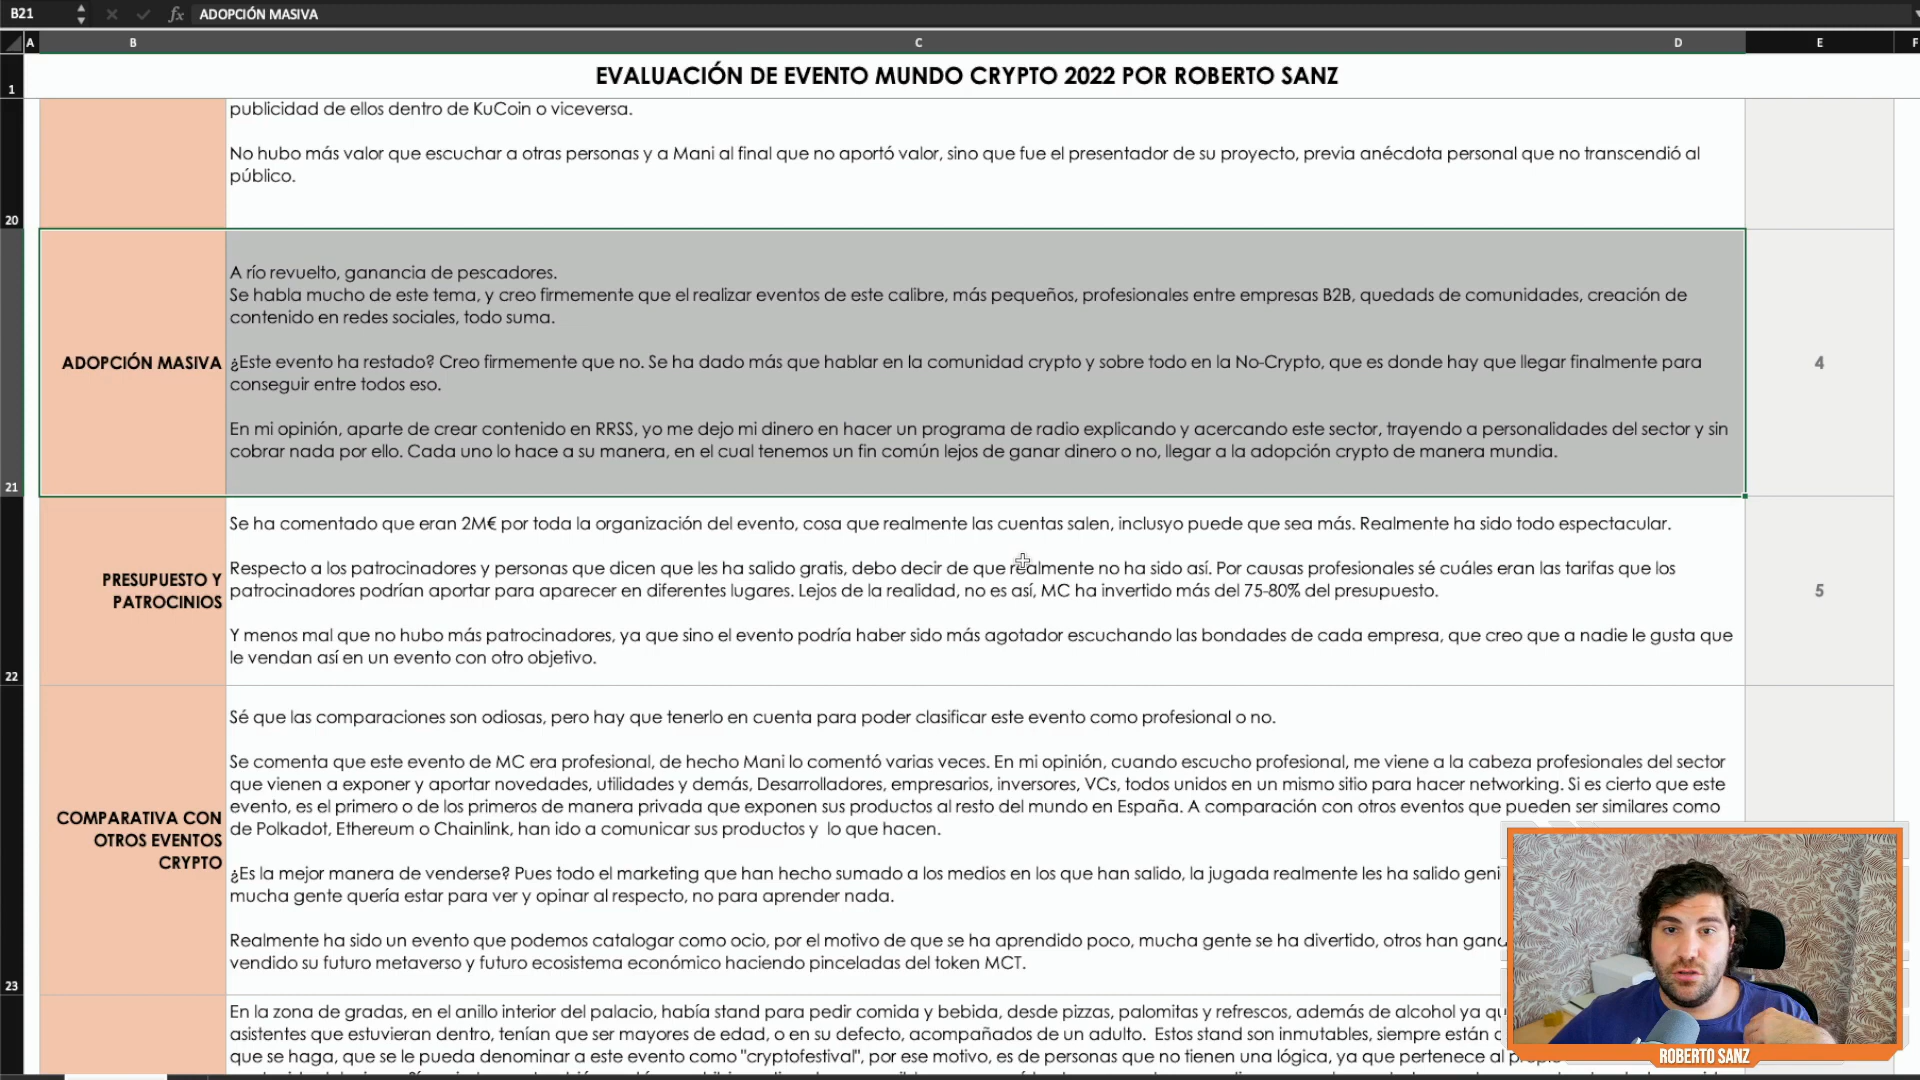 B21
fx ADOPCIÓN MASIVA
A B C D E F
1 EVALUACIÓN DE EVENTO MUNDO CRYPTO 2022 POR ROBERTO SANZ
publicidad de ellos dentro de KuCoin o viceversa.
No hubo más valor que escuchar a otras personas y a Mani al final que no aportó valor, sino que fue el presentador de su proyecto, previa anécdota personal que no transcendió al
público.
20
ADOPCIÓN MASIVA
A río revuelto, ganancia de pescadores.
Se habla mucho de este tema, y creo firmemente que el realizar eventos de este calibre, más pequeños, profesionales entre empresas B2B, quedads de comunidades, creación de
contenido en redes sociales, todo suma.
¿Este evento ha restado? Creo firmemente que no. Se ha dado más que hablar en la comunidad crypto y sobre todo en la No-Crypto, que es donde hay que llegar finalmente para
conseguir entre todos eso.
En mi opinión, aparte de crear contenido en RRSS, yo me dejo mi dinero en hacer un programa de radio explicando y acercando este sector, trayendo a personalidades del sector y sin
cobrar nada por ello. Cada uno lo hace a su manera, en el cual tenemos un fin común lejos de ganar dinero o no, llegar a la adopción crypto de manera mundia.
4
21
PRESUPUESTO Y
PATROCINIOS
Se ha comentado que eran 2M€ por toda la organización del evento, cosa que realmente las cuentas salen, inclusyo puede que sea más. Realmente ha sido todo espectacular.
Respecto a los patrocinadores y personas que dicen que les ha salido gratis, debo decir de que realmente no ha sido así. Por causas profesionales sé cuáles eran las tarifas que los
patrocinadores podrían aportar para aparecer en diferentes lugares. Lejos de la realidad, no es así, MC ha invertido más del 75-80% del presupuesto.
Y menos mal que no hubo más patrocinadores, ya que sino el evento podría haber sido más agotador escuchando las bondades de cada empresa, que creo que a nadie le gusta que
le vendan así en un evento con otro objetivo.
5
22
COMPARATIVA CON
OTROS EVENTOS
CRYPTO
Sé que las comparaciones son odiosas, pero hay que tenerlo en cuenta para poder clasificar este evento como profesional o no.
Se comenta que este evento de MC era profesional, de hecho Mani lo comentó varias veces. En mi opinión, cuando escucho profesional, me viene a la cabeza profesionales del sector
que vienen a exponer y aportar novedades, utilidades y demás, Desarrolladores, empresarios, inversores, VCs, todos unidos en un mismo sitio para hacer networking. Si es cierto que este
evento, es el primero o de los primeros de manera privada que exponen sus productos al resto del mundo en España. A comparación con otros eventos que pueden ser similares como
de Polkadot, Ethereum o Chainlink, han ido a comunicar sus productos y lo que hacen.
¿Es la mejor manera de venderse? Pues todo el marketing que han hecho sumado a los medios en los que han salido, la jugada realmente les ha salido geni
mucha gente quería estar para ver y opinar al respecto, no para aprender nada.
Realmente ha sido un evento que podemos catalogar como ocio, por el motivo de que se ha aprendido poco, mucha gente se ha divertido, otros han
vendido su futuro metaverso y futuro ecosistema económico haciendo pinceladas del token MCT.
23
En la zona de gradas, en el anillo interior del palacio, había stand para pedir comida y bebida, desde pizzas, palomitas y refrescos, además de alcohol ya
asistentes que estuvieran dentro, tenían que ser mayores de edad, o en su defecto, acompañados de un adulto. Estos stand son inmutables, siempre están
que se haga, que se le pueda denominar a este evento como "cryptofestival", por ese motivo, es de personas que no tienen una lógica, ya que pertenece al
ROBERTO SANZ